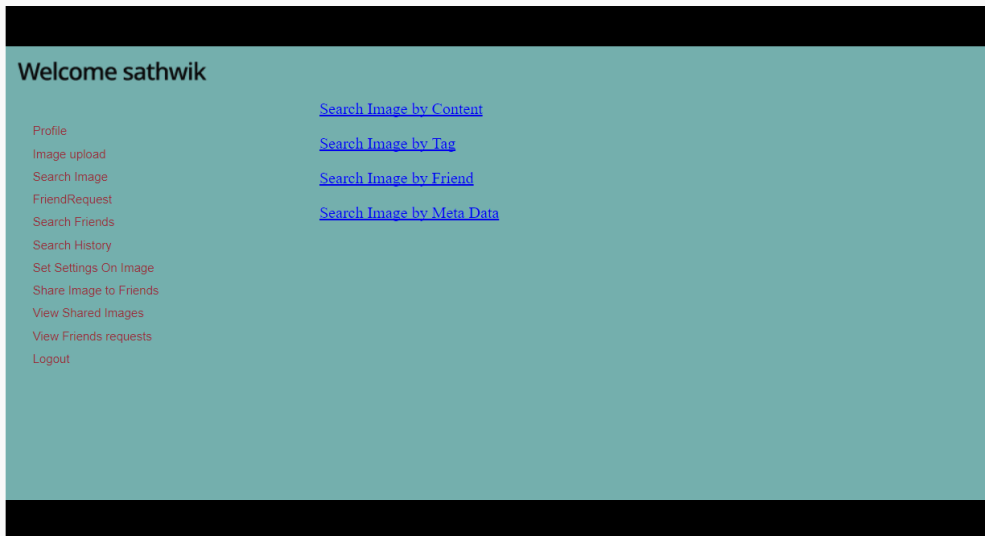 Welcome sathwik
Profile
Image upload
Search Image
FriendRequest
Search Friends
Search History
Set Settings On Image
Share Image to Friends
View Shared Images
View Friends requests
Logout
Search Image by Content
Search Image by Tag
Search Image by Friend
Search Image by Meta Data